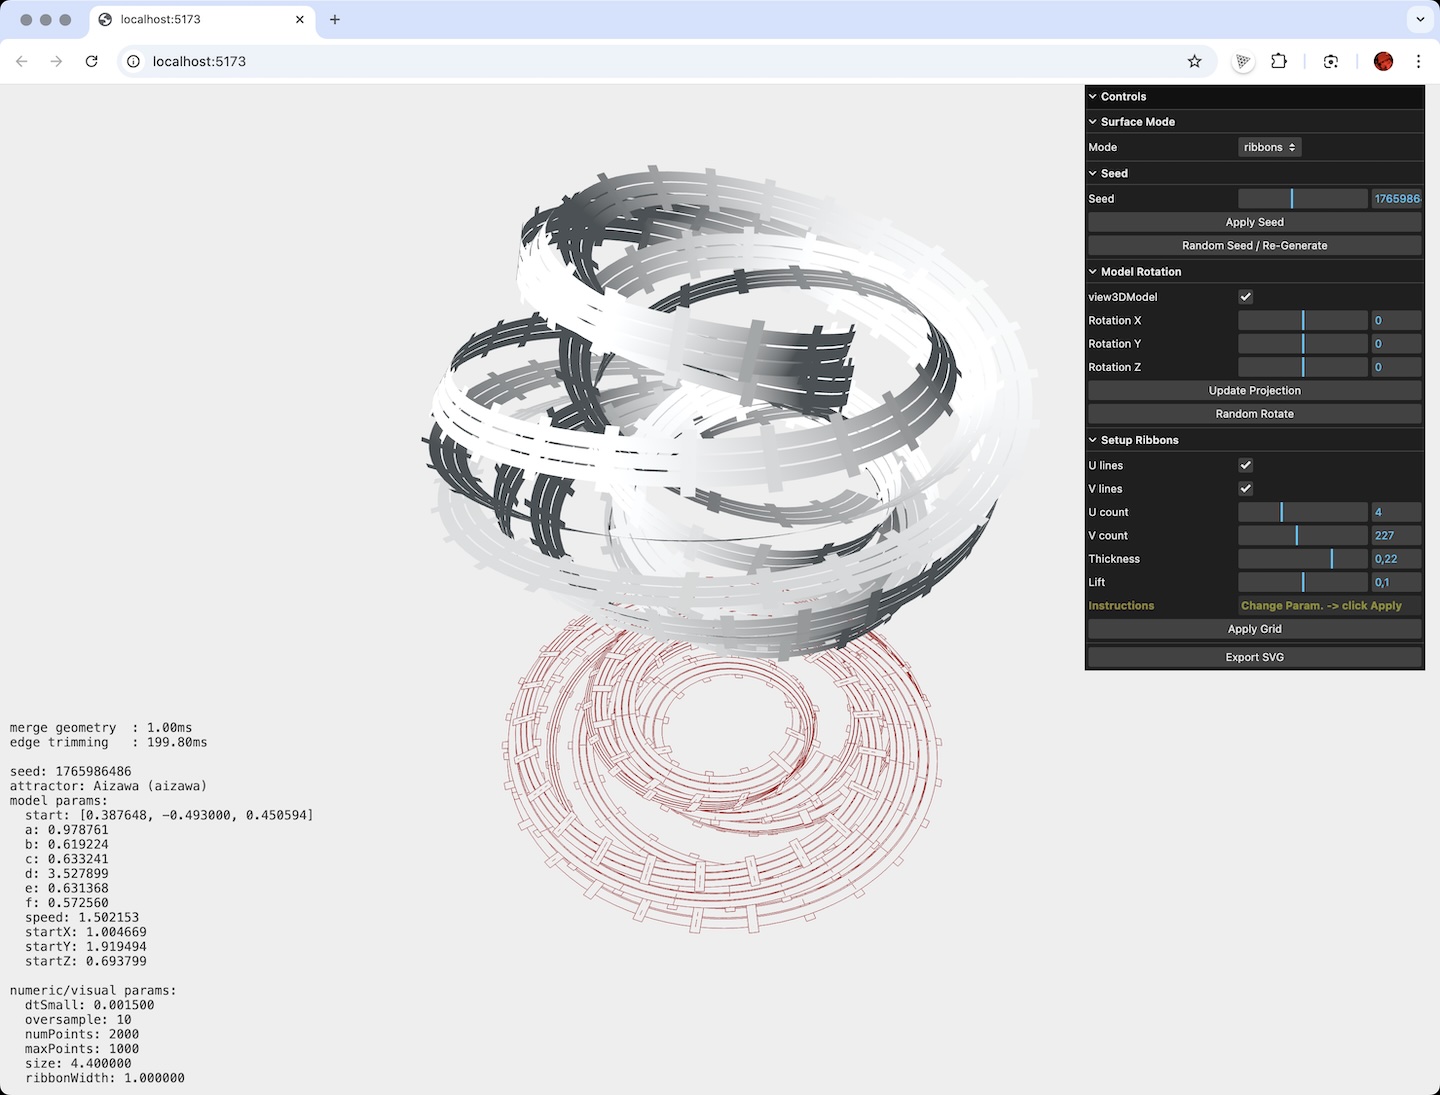 localhost:5173
localhost:5173
Controls
Surface Mode
Mode ribbons
Seed
Seed 1765986
Apply Seed
Random Seed / Re-Generate
Model Rotation
view3DModel
Rotation X 0
Rotation Y 0
Rotation Z 0
Update Projection
Random Rotate
Setup Ribbons
U lines
V lines
U count 4
V count 227
Thickness 0,22
Lift 0,1
Instructions Change Param. -> click Apply
Apply Grid
Export SVG
merge geometry  : 1.00ms
edge trimming   : 199.80ms
seed: 1765986486
attractor: Aizawa (aizawa)
model params:
  start: [0.387648, -0.493000, 0.450594]
  a: 0.978761
  b: 0.619224
  c: 0.633241
  d: 3.527899
  e: 0.631368
  f: 0.572560
  speed: 1.502153
  startX: 1.004669
  startY: 1.919494
  startZ: 0.693799
numeric/visual params:
  dtSmall: 0.001500
  oversample: 10
  numPoints: 2000
  maxPoints: 1000
  size: 4.400000
  ribbonWidth: 1.000000